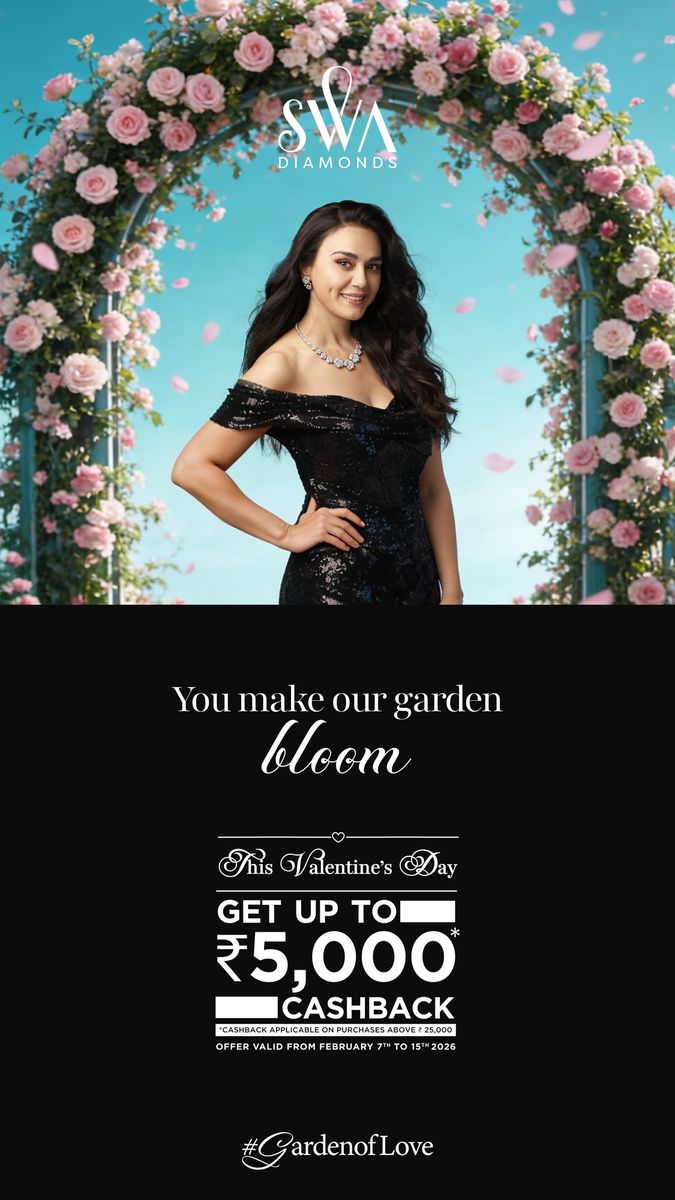 SWA
DIAMONDS
You make our garden
bloom
This Valentine's Day
GET UP TO
₹5,000*
CASHBACK
*CASHBACK APPLICABLE ON PURCHASES ABOVE ₹ 25,000
OFFER VALID FROM FEBRUARY 7TH TO 15TH 2026
#GardenofLove